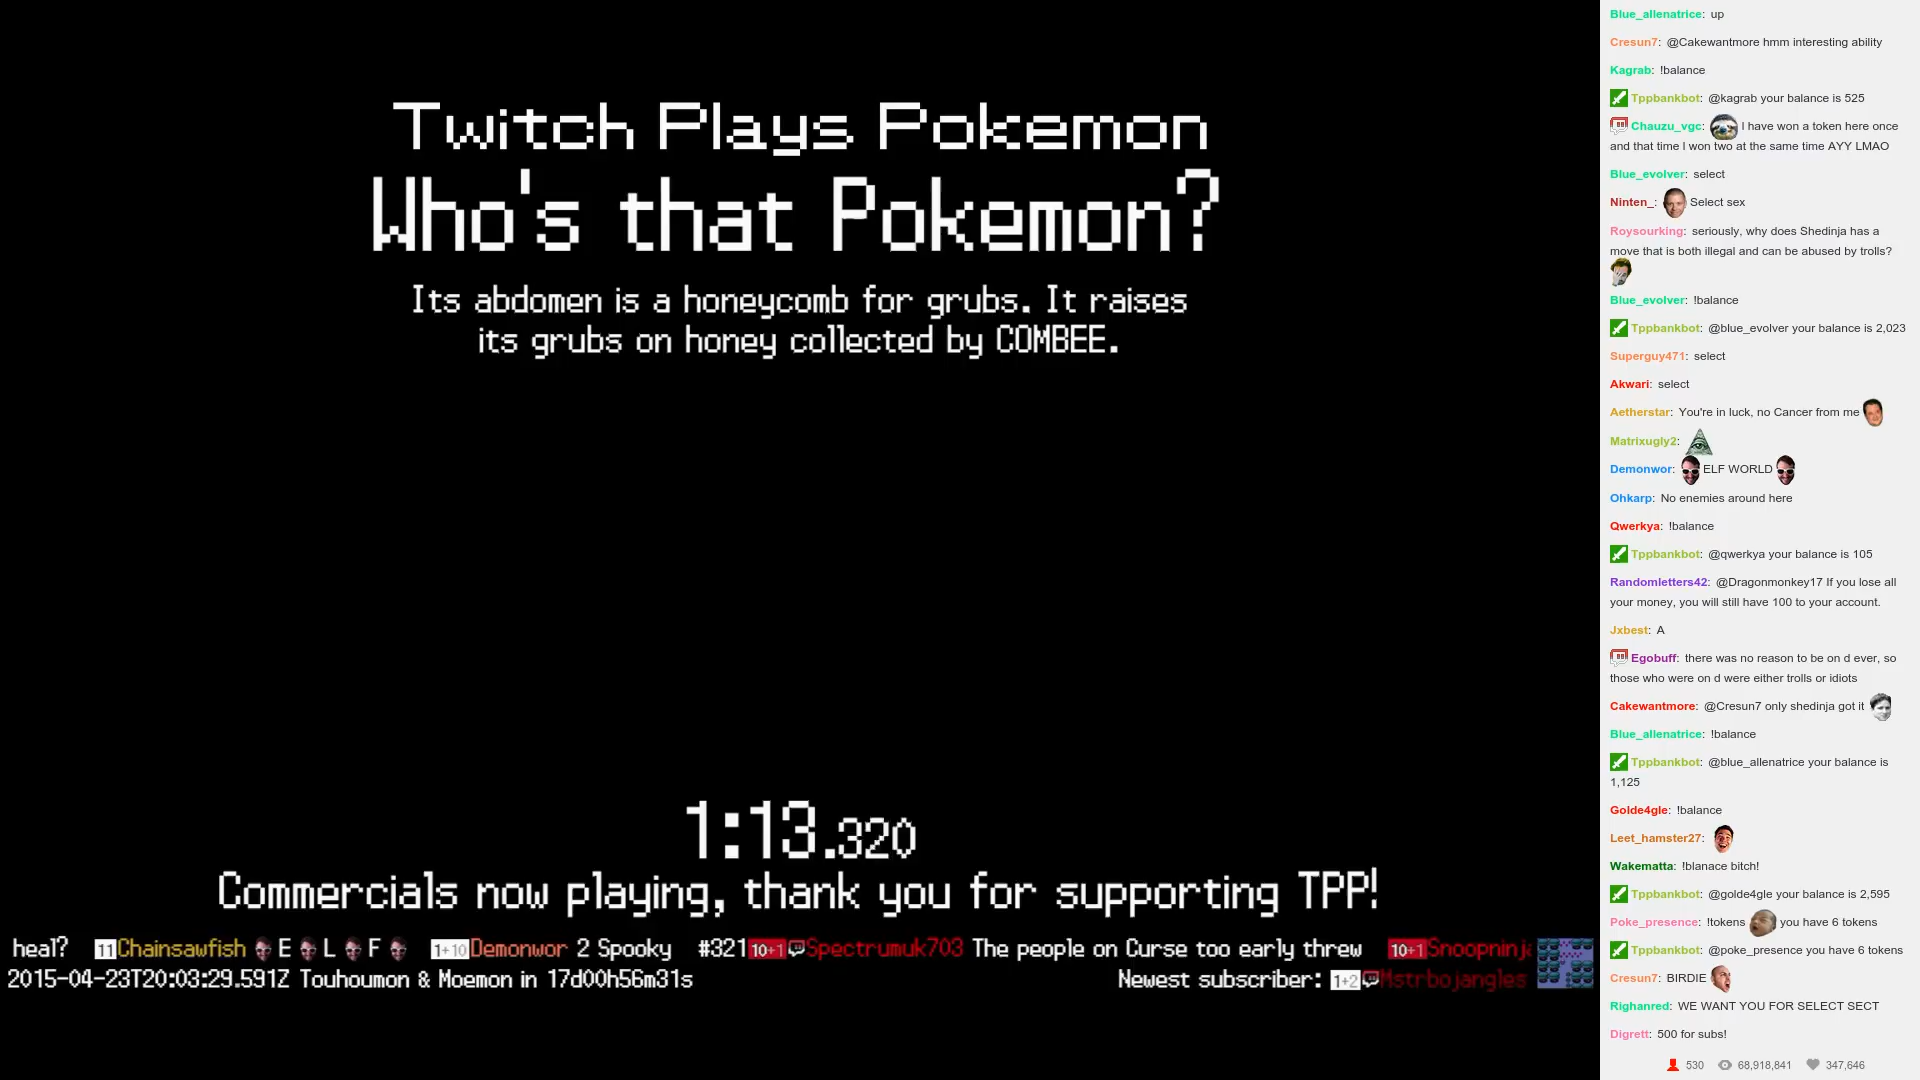 Twitch Plays Pokemon
Who's that Pokemon?
Its abdomen is a honeycomb for grubs. It raises
its grubs on honey collected by COMBEE.
1:13.320
Commercials now playing, thank you for supporting TPP!
heal? 11 Chainsawfish E L F 1+10 Demonwor 2 Spooky #321 10+1 Spectrumuk703 The people on Curse too early threw 10+1 Snoopninja
2015-04-23T20:03:29.591Z Touhoumon & Moemon in 17d00h56m31s
Newest subscriber: 1+2 Mstrbojangles
Blue_allenatrice: up
Cresun7: @Cakewantmore hmm interesting ability
Kagrab: !balance
Tppbankbot: @kagrab your balance is 525
Chauzu_vgc: I have won a token here once
and that time I won two at the same time AYY LMAO
Blue_evolver: select
Ninten_: Select sex
Roysourking: seriously, why does Shedinja has a
move that is both illegal and can be abused by trolls?
Blue_evolver: !balance
Tppbankbot: @blue_evolver your balance is 2,023
Superguy471: select
Akwari: select
Aetherstar: You're in luck, no Cancer from me
Matrixugly2:
Demonwor: ELF WORLD
Ohkarp: No enemies around here
Qwerkya: !balance
Tppbankbot: @qwerkya your balance is 105
Randomletters42: @Dragonmonkey17 If you lose all
your money, you will still have 100 to your account.
Jxbest: A
Egobuff: there was no reason to be on d ever, so
those who were on d were either trolls or idiots
Cakewantmore: @Cresun7 only shedinja got it
Blue_allenatrice: !balance
Tppbankbot: @blue_allenatrice your balance is
1,125
Golde4gle: !balance
Leet_hamster27:
Wakematta: !blanace bitch!
Tppbankbot: @golde4gle your balance is 2,595
Poke_presence: !tokens you have 6 tokens
Tppbankbot: @poke_presence you have 6 tokens
Cresun7: BIRDIE
Righanred: WE WANT YOU FOR SELECT SECT
Digrett: 500 for subs!
530 68,918,841 347,646